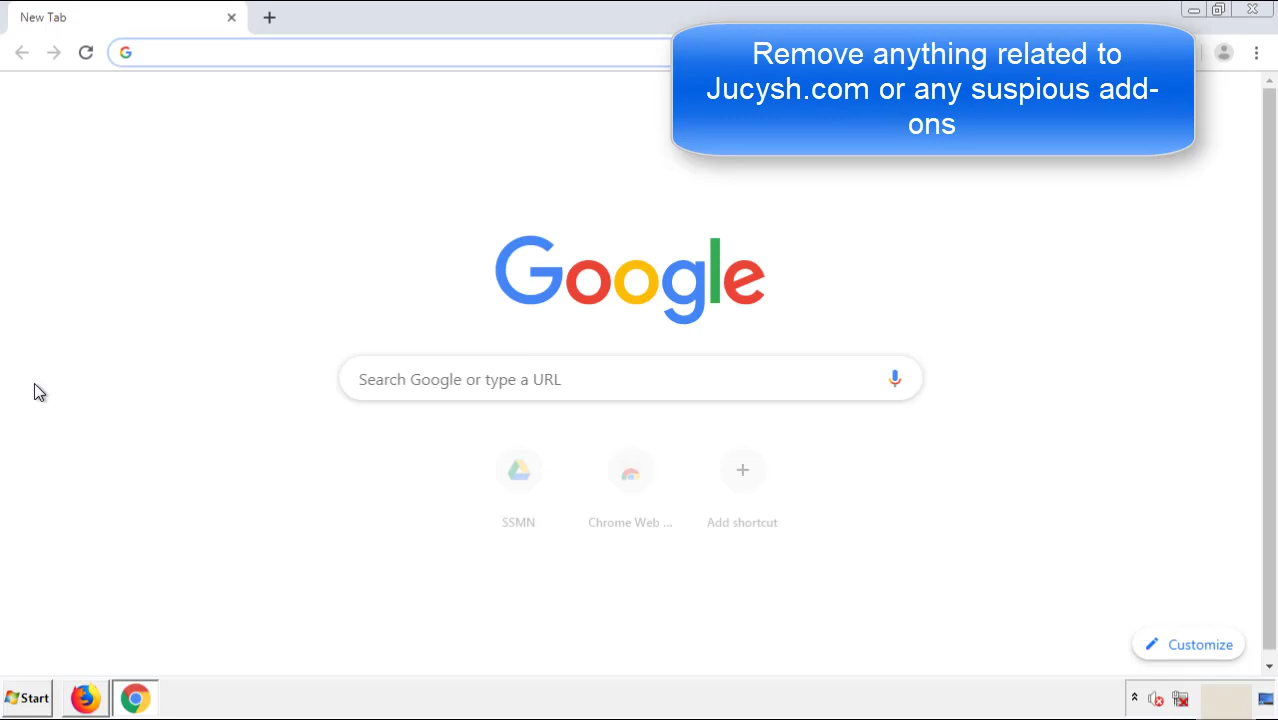 New Tab
Remove anything related to
Jucysh.com or any suspious add-
ons
Google
Search Google or type a URL
SSMN
Chrome Web ...
Add shortcut
Customize
Start